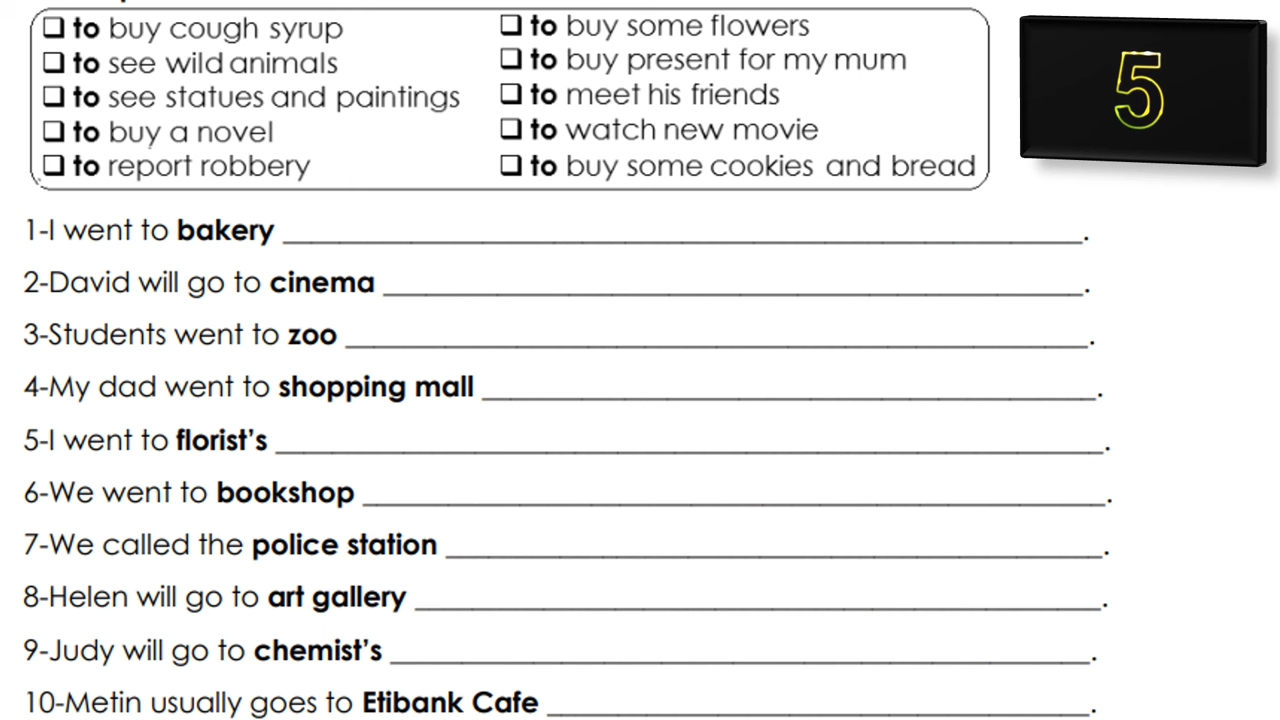 to buy cough syrup
to see wild animals
to see statues and paintings
to buy a novel
to report robbery
to buy some flowers
to buy present for my mum
to meet his friends
to watch new movie
to buy some cookies and bread
5
1-I went to bakery ____________________.
2-David will go to cinema ____________________.
3-Students went to zoo ____________________.
4-My dad went to shopping mall ____________________.
5-I went to florist’s ____________________.
6-We went to bookshop ____________________.
7-We called the police station ____________________.
8-Helen will go to art gallery ____________________.
9-Judy will go to chemist’s ____________________.
10-Metin usually goes to Etibank Cafe ____________________.